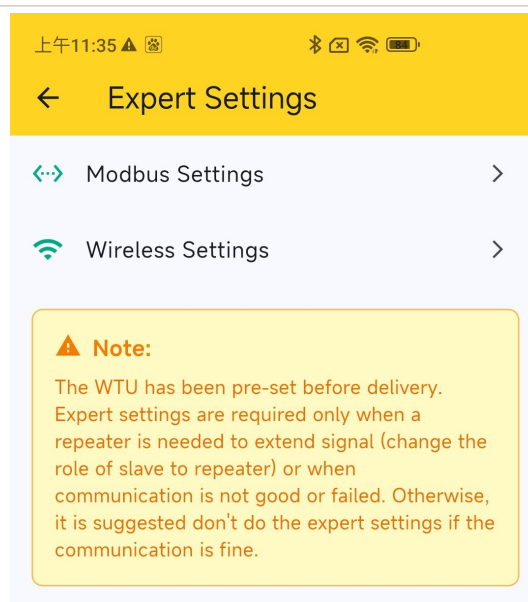 上午11:35
84
Expert Settings
Modbus Settings
Wireless Settings
Note:
The WTU has been pre-set before delivery.
Expert settings are required only when a
repeater is needed to extend signal (change the
role of slave to repeater) or when
communication is not good or failed. Otherwise,
it is suggested don't do the expert settings if the
communication is fine.